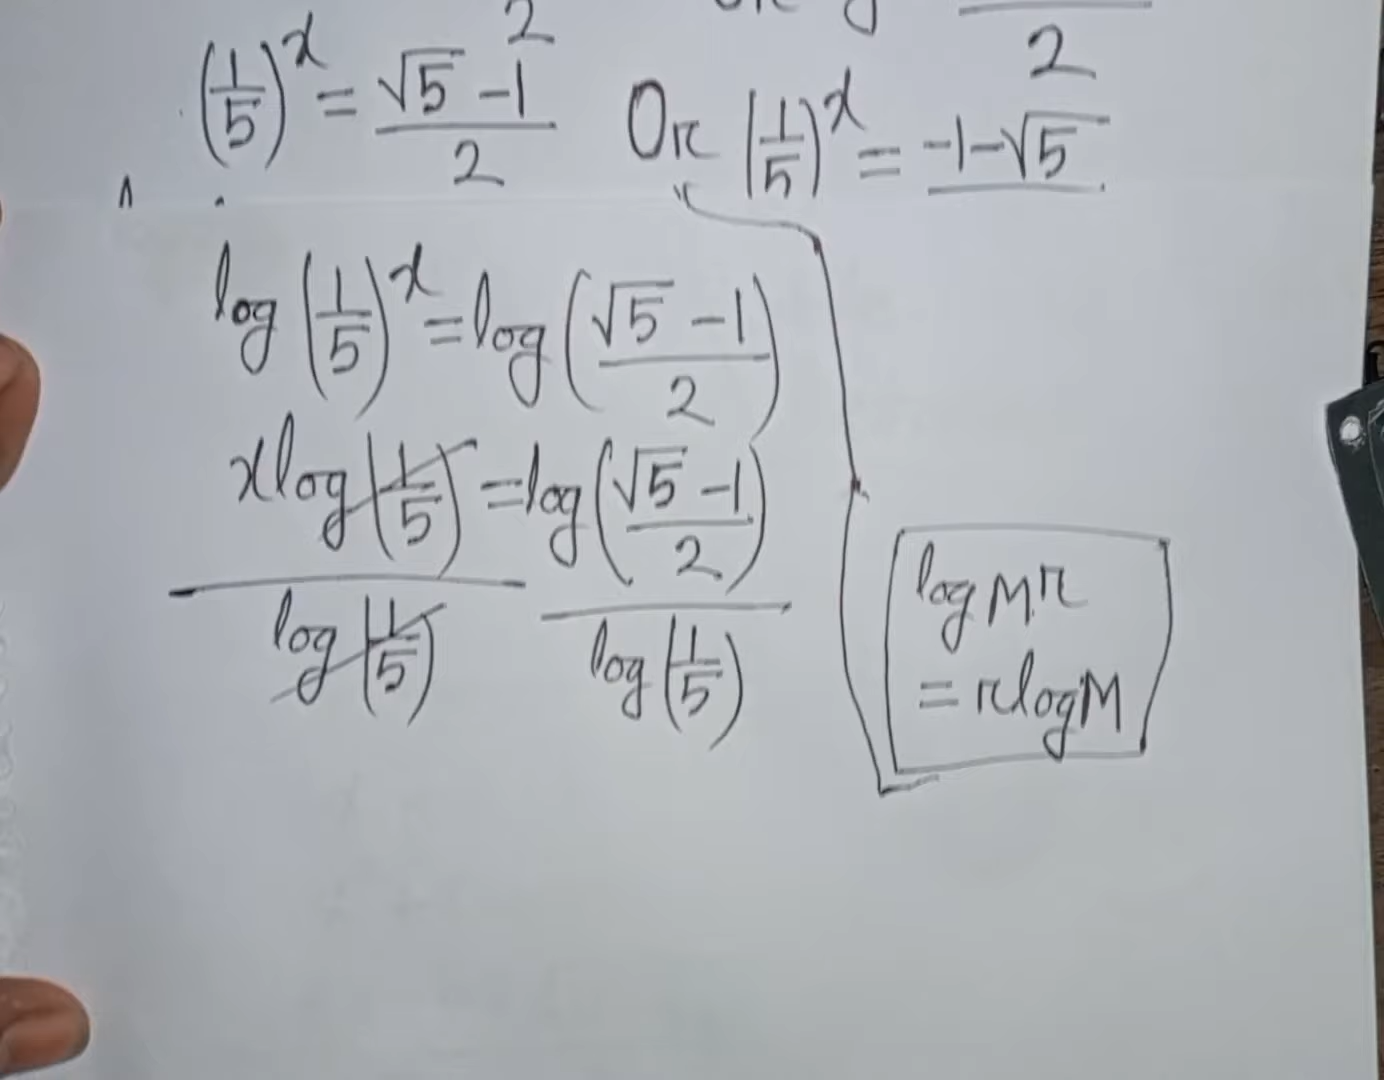 2 2
(1/5)^x = (√5 - 1)/2 Or (1/5)^x = -1-√5
log (1/5)^x = log ((√5 - 1)/2)
x log (1/5) = log ((√5 - 1)/2)
log (1/5) log (1/5)
log M^r
= r log M